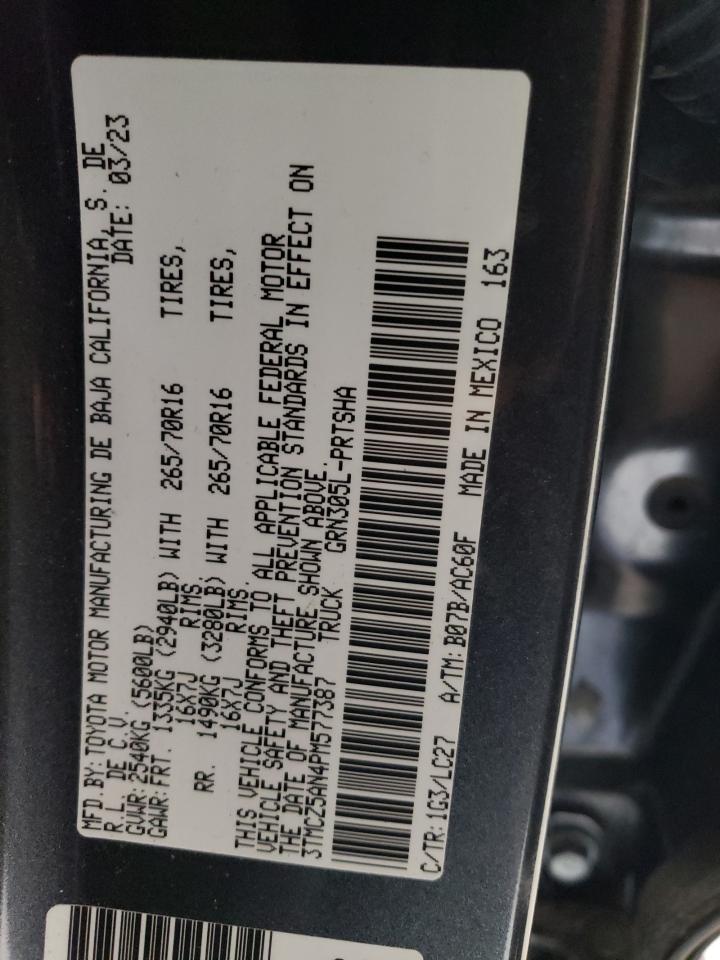 MFD.BY:TOYOTA MOTOR MANUFACTURING DE BAJA CALIFORNIA, S. DE
R.L. DE C.V. DATE: 03/23
GVWR:2540KG (5600LB)
GAWR:FRT. 1335KG (2940LB) WITH 265/70R16 TIRES,
16X7J RIMS
RR. 1490KG (3280LB) WITH 265/70R16 TIRES,
16X7J RIMS.
THIS VEHICLE CONFORMS TO ALL APPLICABLE FEDERAL MOTOR
VEHICLE SAFETY AND THEFT PREVENTION STANDARDS IN EFFECT ON
THE DATE OF MANUFACTURE SHOWN ABOVE.
3TMCZ5AN4PM577387 TRUCK GRN305L-PRTSHA
C/TR:1G3/LC27 A/TM:B07B/AC60F MADE IN MEXICO 163